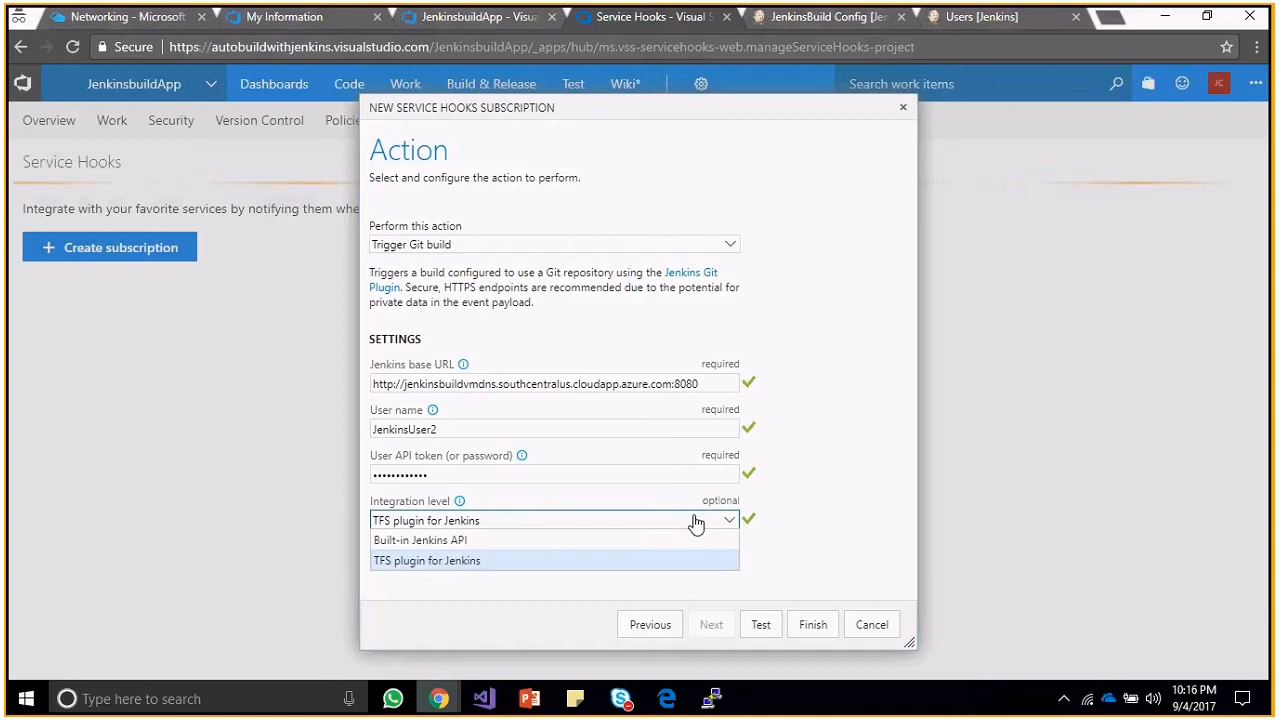 Networking - Microsoft
My Information
JenkinsbuildApp - Visua
Service Hooks - Visual S
JenkinsBuild Config [Jen
Users [Jenkins]
Secure
https://autobuildwithjenkins.visualstudio.com/JenkinsbuildApp/_apps/hub/ms.vss-servicehooks-web.manageServiceHooks-project
JenkinsbuildApp
Dashboards
Code
Work
Build & Release
Test
Wiki*
Search work items
JC
Overview
Work
Security
Version Control
Policie
Service Hooks
Integrate with your favorite services by notifying them whe
+ Create subscription
NEW SERVICE HOOKS SUBSCRIPTION
Action
Select and configure the action to perform.
Perform this action
Trigger Git build
Triggers a build configured to use a Git repository using the Jenkins Git
Plugin. Secure, HTTPS endpoints are recommended due to the potential for
private data in the event payload.
SETTINGS
Jenkins base URL
required
http://jenkinsbuildvmdns.southcentralus.cloudapp.azure.com:8080
User name
required
JenkinsUser2
User API token (or password)
required
••••••••••••
Integration level
optional
TFS plugin for Jenkins
Built-in Jenkins API
TFS plugin for Jenkins
Previous
Next
Test
Finish
Cancel
Type here to search
10:16 PM
9/4/2017